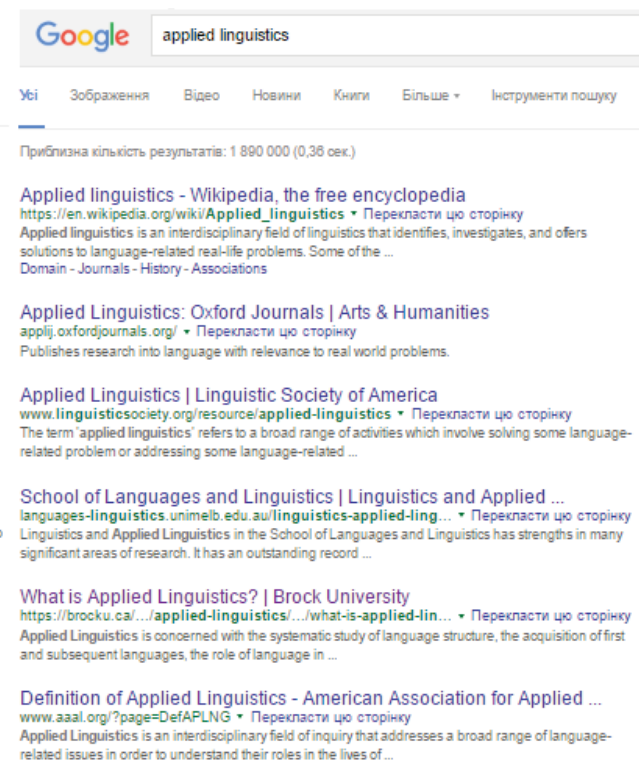 Google applied linguistics
Усі Зображення Відео Новини Книги Більше Інструменти пошуку
Приблизна кількість результатів: 1 890 000 (0,36 сек.)
Applied linguistics - Wikipedia, the free encyclopedia
https://en.wikipedia.org/wiki/Applied_linguistics ▾ Перекласти цю сторінку
Applied linguistics is an interdisciplinary field of linguistics that identifies, investigates, and offers
solutions to language-related real-life problems. Some of the ...
Domain - Journals - History - Associations
Applied Linguistics: Oxford Journals | Arts & Humanities
applij.oxfordjournals.org/ ▾ Перекласти цю сторінку
Publishes research into language with relevance to real world problems.
Applied Linguistics | Linguistic Society of America
www.linguisticsociety.org/resource/applied-linguistics ▾ Перекласти цю сторінку
The term 'applied linguistics' refers to a broad range of activities which involve solving some language-
related problem or addressing some language-related ...
School of Languages and Linguistics | Linguistics and Applied ...
languages-linguistics.unimelb.edu.au/linguistics-applied-ling... ▾ Перекласти цю сторінку
Linguistics and Applied Linguistics in the School of Languages and Linguistics has strengths in many
significant areas of research. It has an outstanding record ...
What is Applied Linguistics? | Brock University
https://brocku.ca/.../applied-linguistics/.../what-is-applied-lin... ▾ Перекласти цю сторінку
Applied Linguistics is concerned with the systematic study of language structure, the acquisition of first
and subsequent languages, the role of language in ...
Definition of Applied Linguistics - American Association for Applied ...
www.aaal.org/?page=DefAPLNG ▾ Перекласти цю сторінку
Applied Linguistics is an interdisciplinary field of inquiry that addresses a broad range of language-
related issues in order to understand their roles in the lives of ...